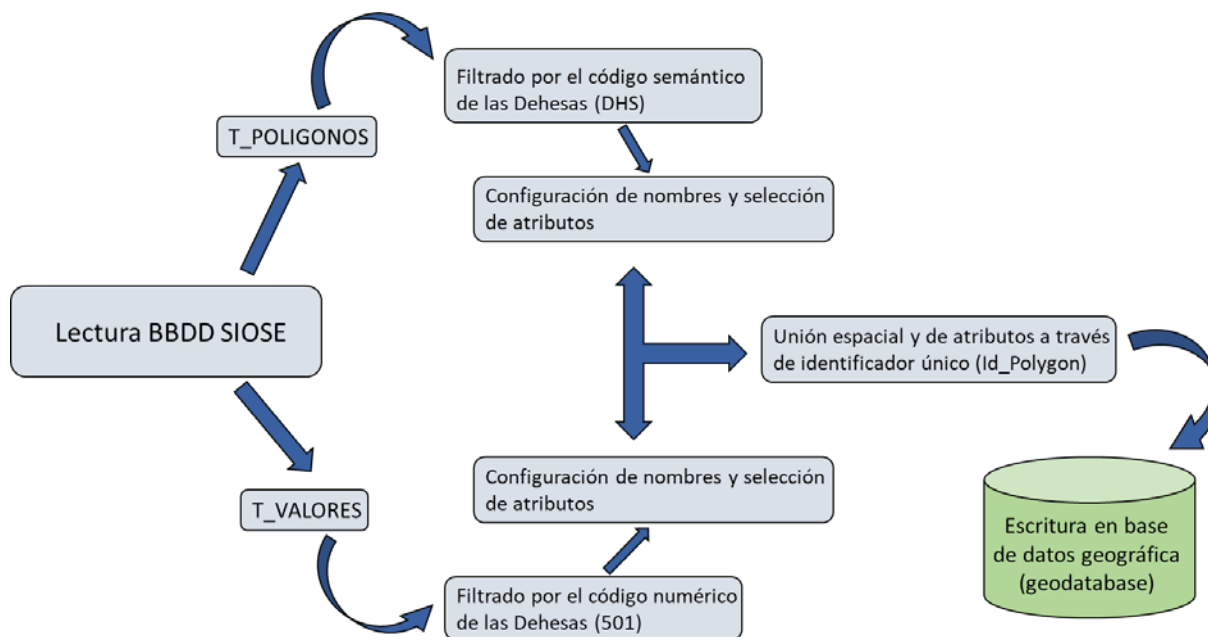 Filtrado por el código semántico
de las Dehesas (DHS)
T_POLIGONOS
Configuración de nombres y selección
de atributos
Lectura BBDD SIOSE
Unión espacial y de atributos a través
de identificador único (Id_Polygon)
Configuración de nombres y selección
de atributos
T_VALORES
Escritura en base
de datos geográfica
(geodatabase)
Filtrado por el código numérico
de las Dehesas (501)